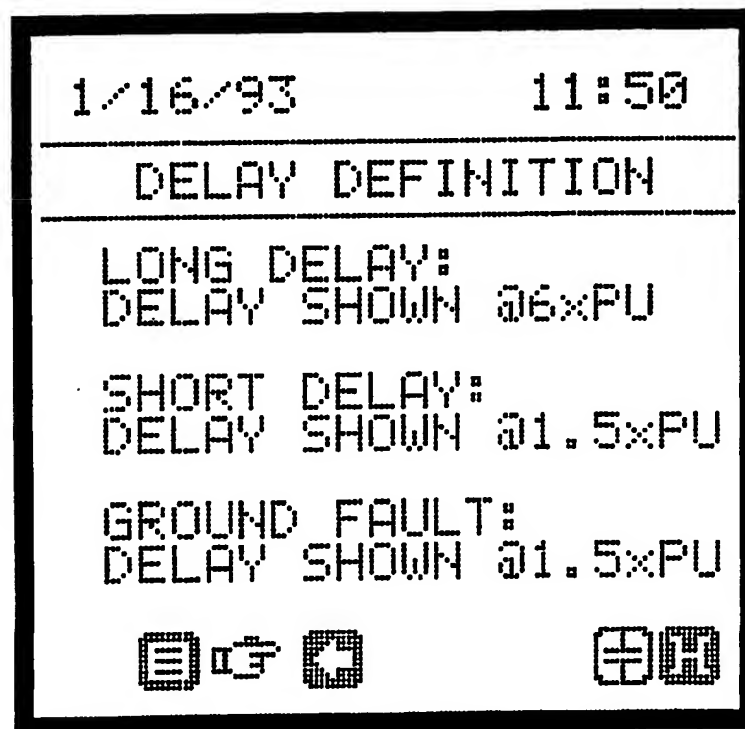 1/16/93 11:50
DELAY DEFINITION
LONG DELAY:
DELAY SHOWN @6xPU
SHORT DELAY:
DELAY SHOWN @1.5xPU
GROUND FAULT:
DELAY SHOWN @1.5xPU
H